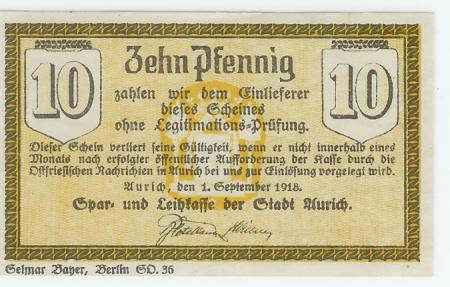 Zehn Pfennig
10
10
zahlen wir dem Einlieferer
dieses Scheines
ohne Legitimations-Prüfung.
Dieser Schein verliert seine Gültigkeit, wenn er nicht innerhalb eines
Monats nach erfolgter öffentlicher Aufforderung der Kasse durch die
Ostfriesischen Nachrichten in Aurich bei uns zur Einlösung vorgelegt wird.
Aurich, den 1. September 1918.
Spar- und Leihkasse der Stadt Aurich.
Selmar Bayer, Berlin SO. 36